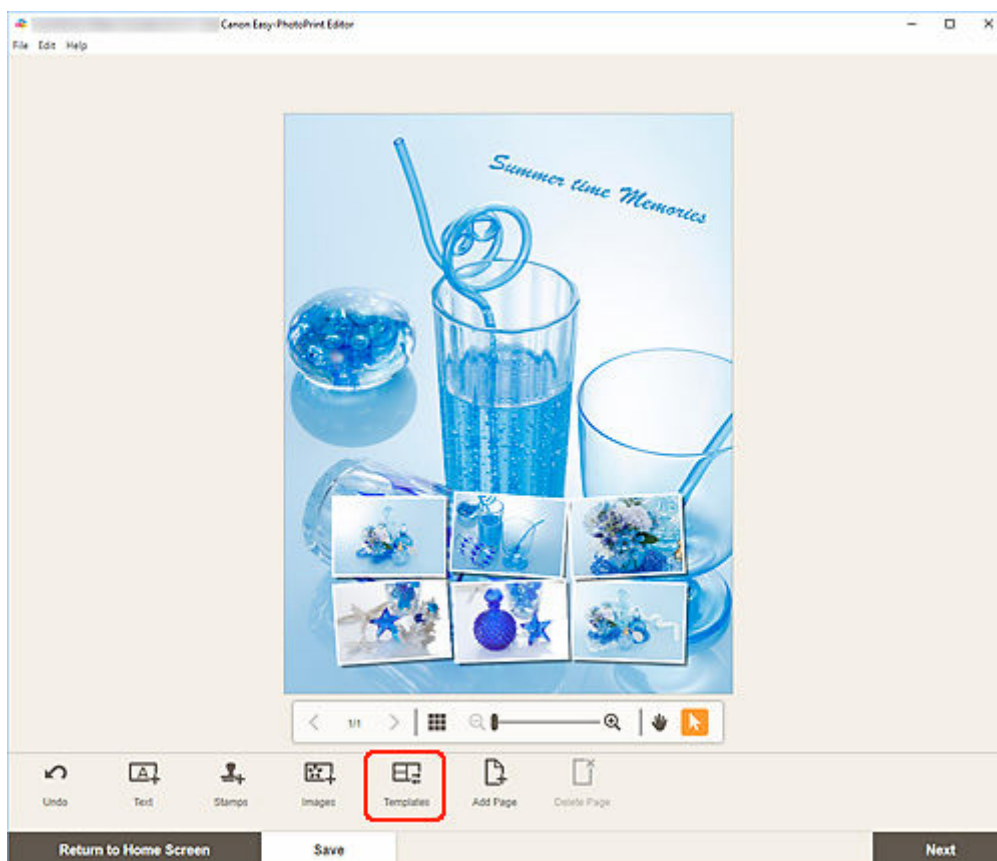 Canon Easy-PhotoPrint Editor
File Edit Help
Summer time Memories
1/1
Undo Text Stamps Images Templates Add Page Delete Page
Return to Home Screen Save Next